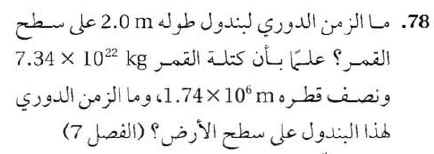 .78 ما الزمن الدوري لبندول طوله 2.0 m على سطح
القمر؟ علمًا بأن كتلة القمر 7.34 × 10²² kg
ونصف قطره 1.74×10⁶ m، وما الزمن الدوري
لهذا البندول على سطح الأرض؟ (الفصل 7)